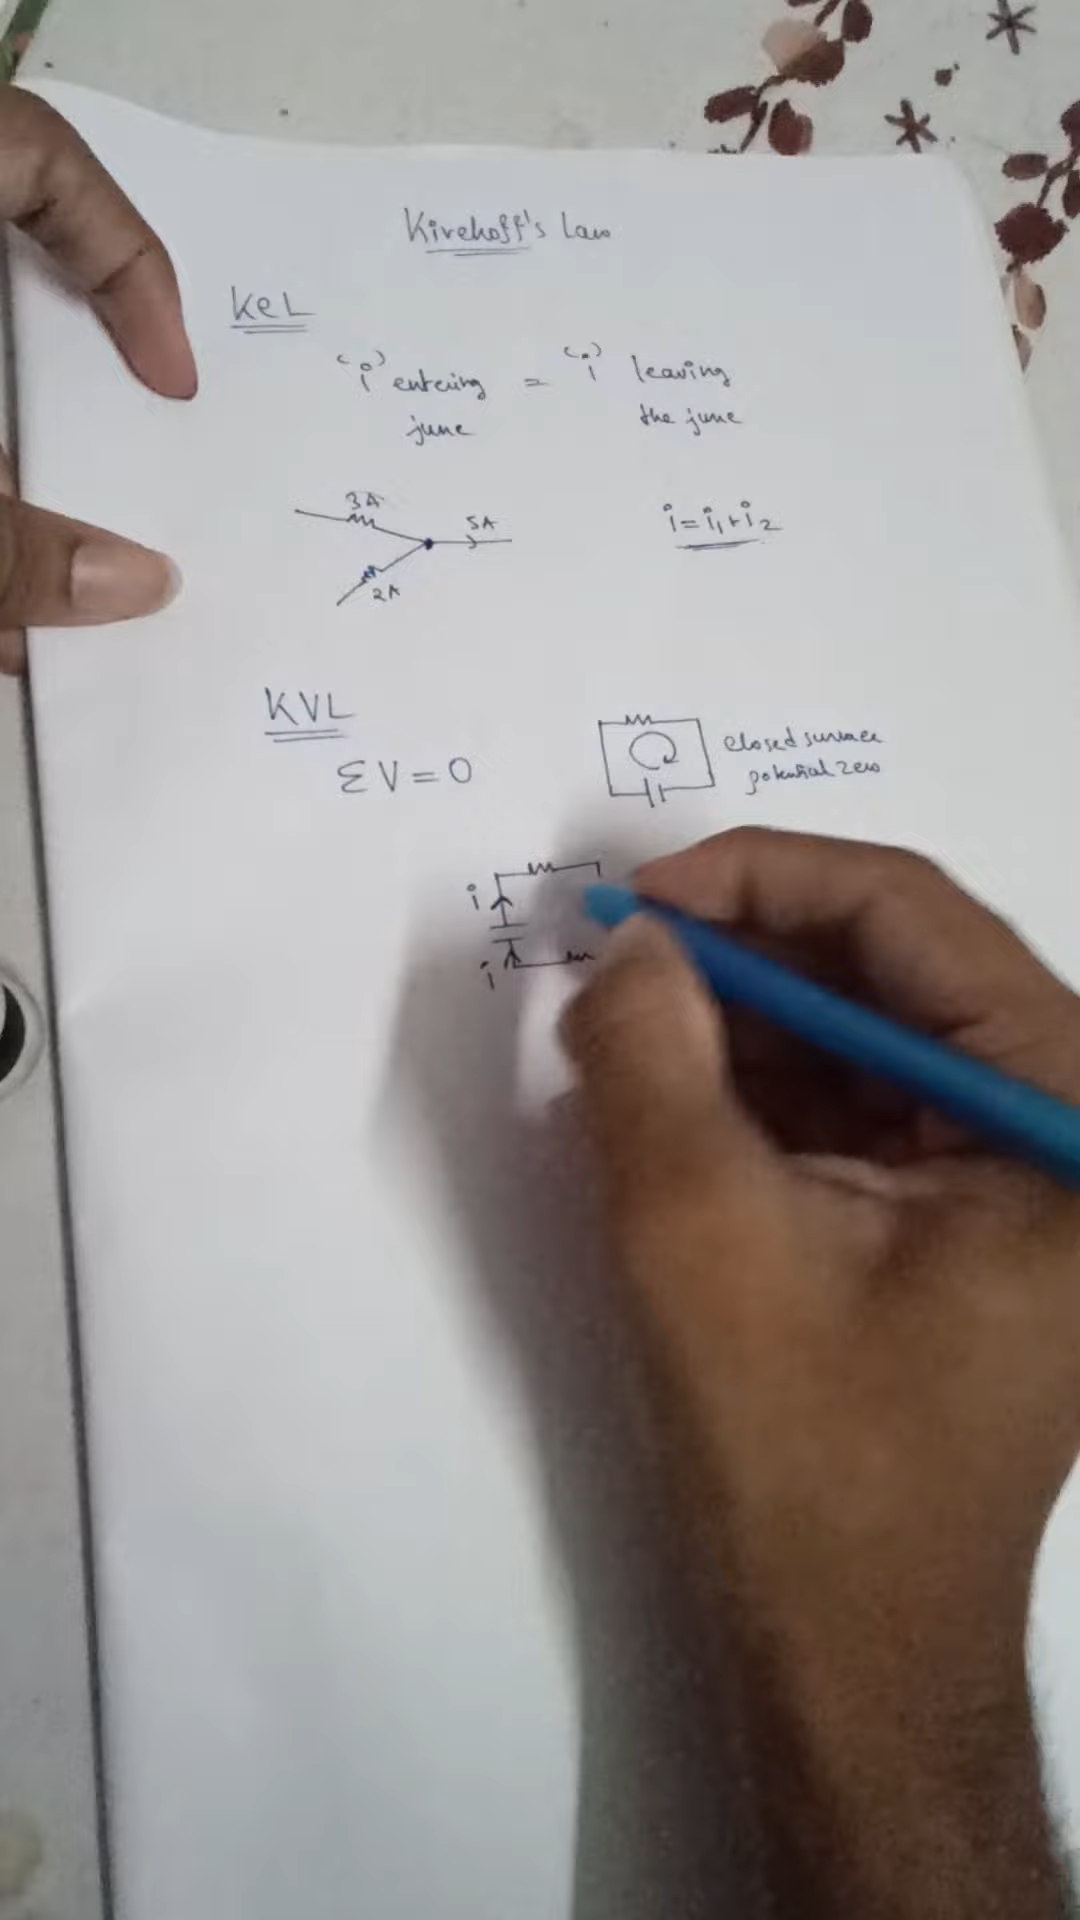 Kirchoff's Law
KCL
"i" entering = "i" leaving
junc the junc
3A
5A
i = i₁ + i₂
2A
KVL
ΣV = 0
closed surface
potential zero
i
i